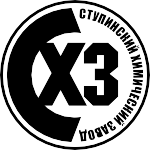 СХЗ
СТУПИНСКИЙ ХИМИЧЕСКИЙ ЗАВОД